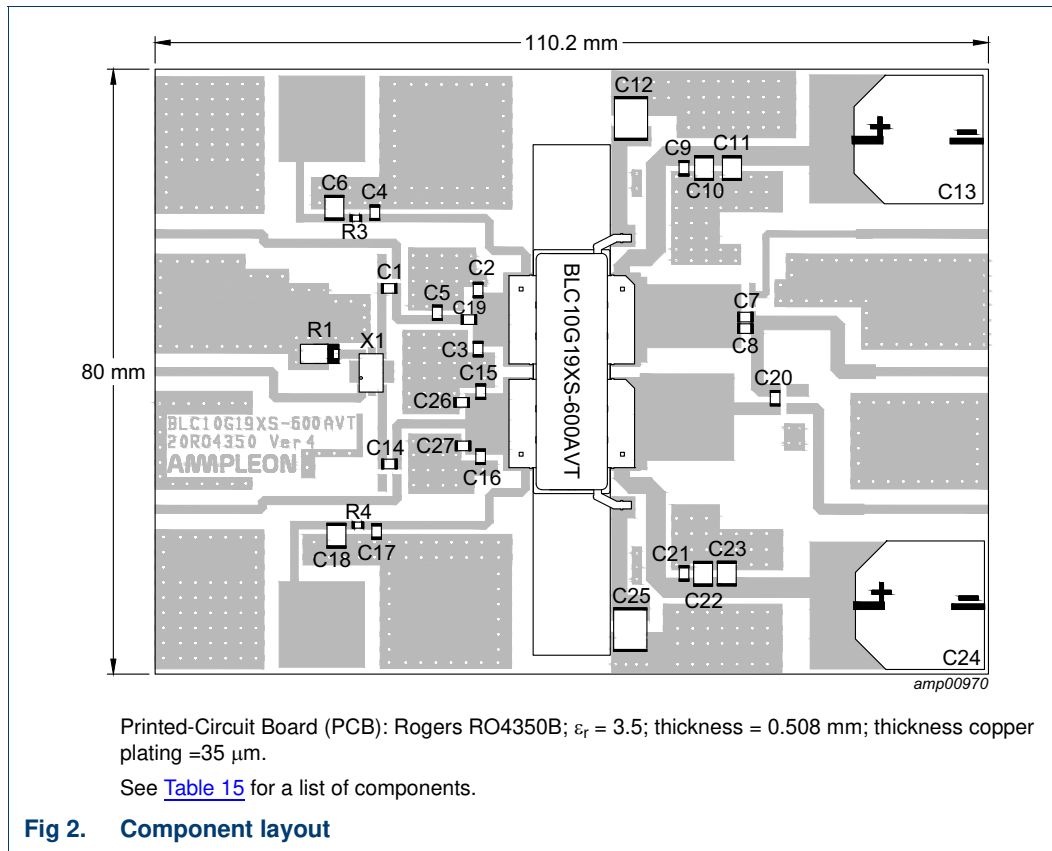 110.2 mm
80 mm
C12
C9
C11
C10
C13
C6
C4
R3
C1
C2
C5
C19
C7
C8
R1
X1
C3
C15
C20
C26
BLC10G19XS-600AVT
BLC10G19XS-600AVT
20RO4350 Ver4
AMPLEON
C27
C14
C16
R4
C18
C17
C21
C23
C22
C25
C24
amp00970
Printed-Circuit Board (PCB): Rogers RO4350B; εr = 3.5; thickness = 0.508 mm; thickness copper
plating =35 μm.
See Table 15 for a list of components.
Fig 2. Component layout